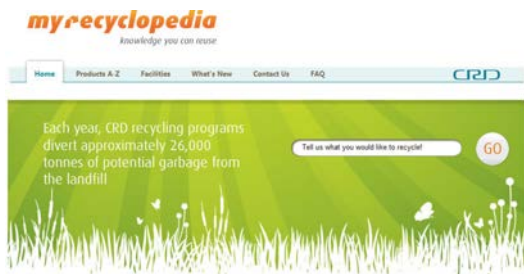 myrecyclopedia
knowledge you can reuse
Home Products A-Z Facilities What's New Contact Us FAQ CRD
Each year, CRD recycling programs
divert approximately 26,000
tonnes of potential garbage from
the landfill
Tell us what you would like to recycle! GO